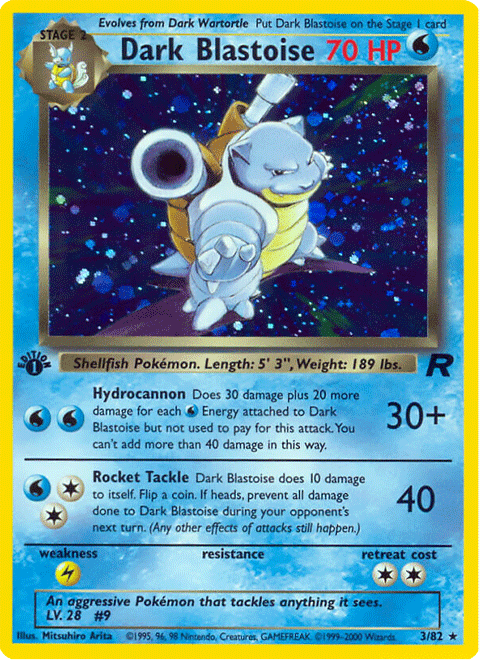 Evolves from Dark Wartortle Put Dark Blastoise on the Stage 1 card
STAGE 2
Dark Blastoise 70 HP
EDITION
1
Shellfish Pokémon. Length: 5' 3", Weight: 189 lbs.
R
Hydrocannon Does 30 damage plus 20 more
damage for each Energy attached to Dark
Blastoise but not used to pay for this attack. You
can't add more than 40 damage in this way.
30+
Rocket Tackle Dark Blastoise does 10 damage
to itself. Flip a coin. If heads, prevent all damage
done to Dark Blastoise during your opponent's
next turn. (Any other effects of attacks still happen.)
40
weakness resistance retreat cost
An aggressive Pokémon that tackles anything it sees.
LV. 28 #9
Illus. Mitsuhiro Arita ©1995, 96, 98 Nintendo, Creatures, GAMEFREAK. ©1999-2000 Wizards. 3/82 ★